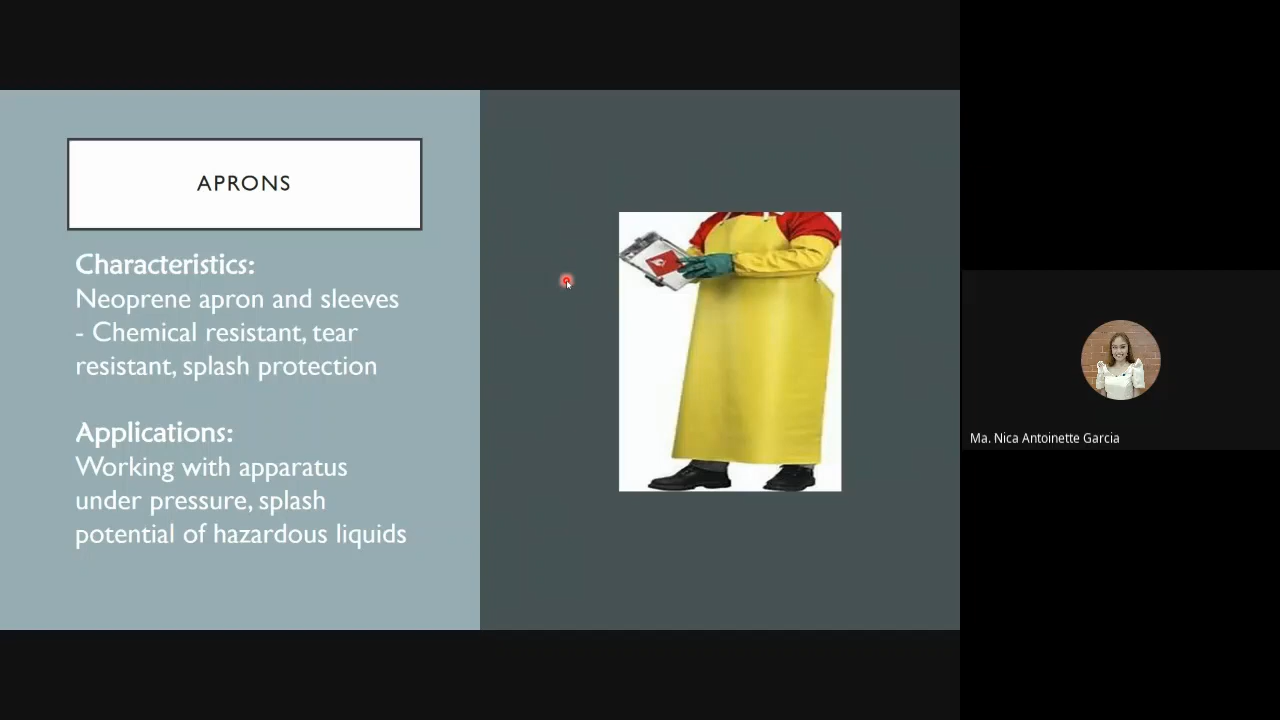 APRONS
Characteristics:
Neoprene apron and sleeves
- Chemical resistant, tear
resistant, splash protection
Applications:
Working with apparatus
under pressure, splash
potential of hazardous liquids
Ma. Nica Antoinette Garcia